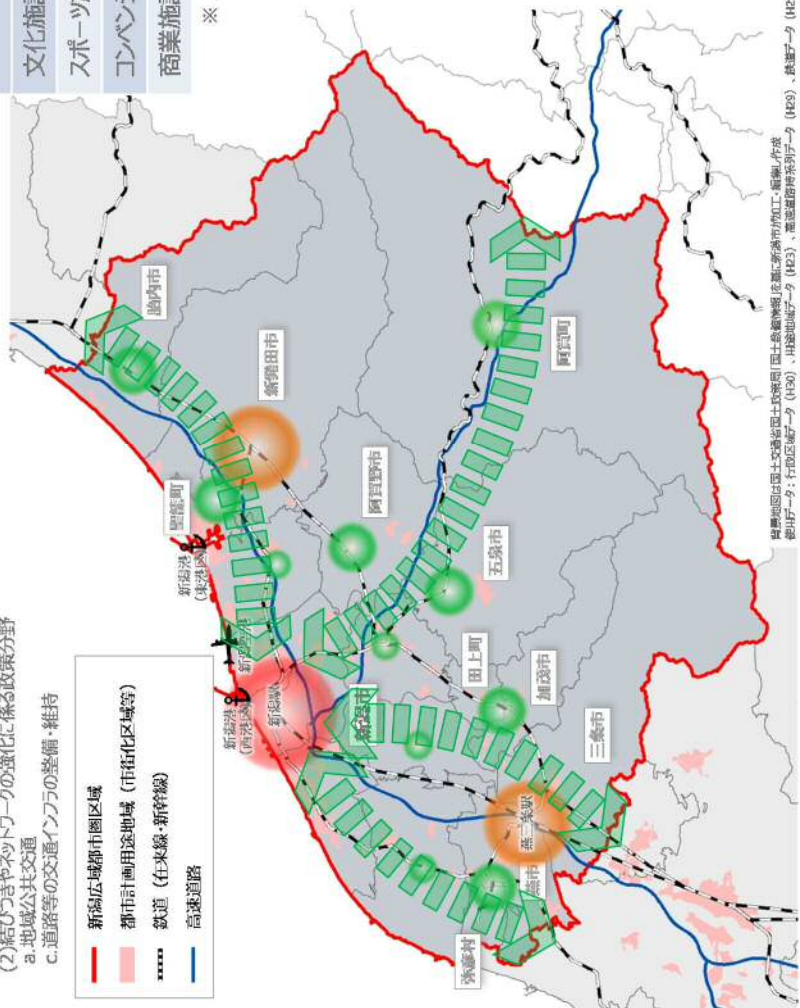 (2)結びつきやネットワークの強化に係る政策分野
a.地域公共交通
c.道路等の交通インフラの整備・維持
新潟広域都市圏区域
都市計画用途地域（市街化区域等）
鉄道（在来線・新幹線）
高速道路
文化施設
スポーツ
コンベン
商業施設
※
胎内市
新発田市
聖籠町
新潟港
（東港区）
新潟空港
新潟港
（西港区）
新潟駅
新潟市
阿賀野市
阿賀町
五泉市
田上町
加茂市
三条市
燕三条駅
燕市
弥彦村
背景地図は国土交通省国土政策局「国土数値情報」を基に新潟市が加工・編集し作成
使用データ：行政区域データ（H30）、用途地域データ（H23）、高速道路時系列データ（H29）、鉄道データ（H2